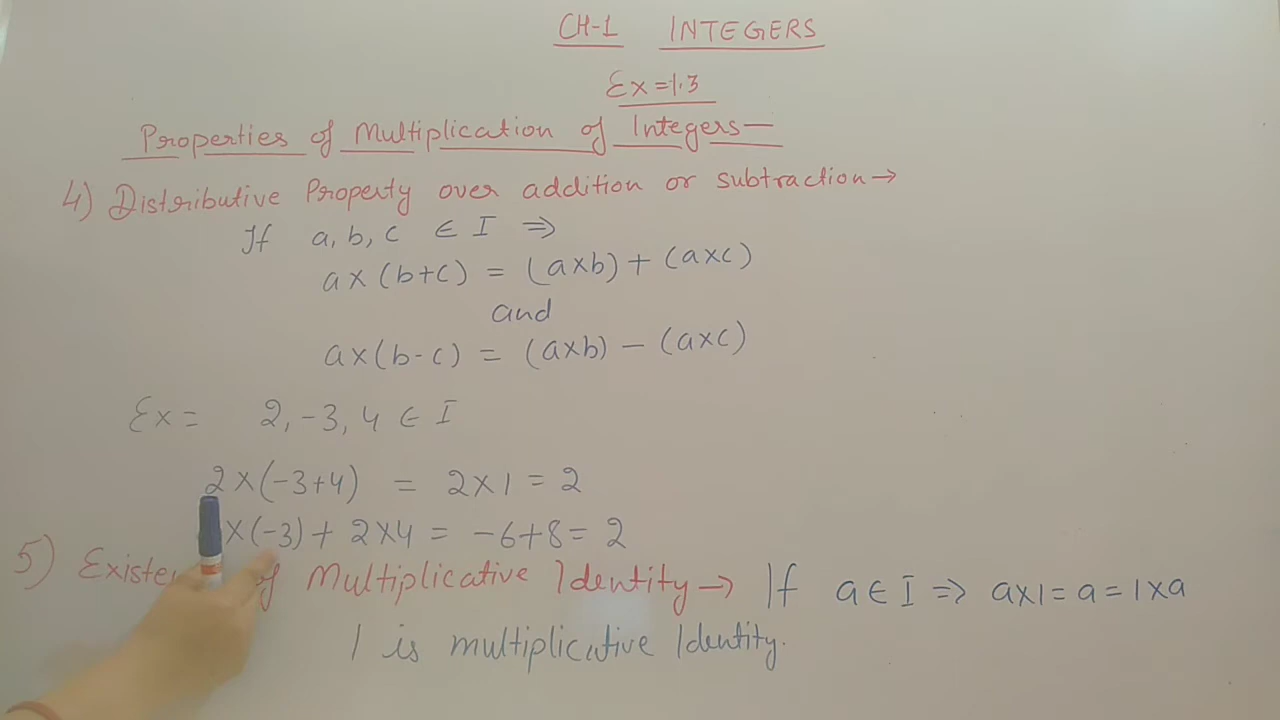 CH-1 INTEGERS
Ex = 1.3
Properties of Multiplication of Integers—
4) Distributive Property over addition or subtraction →
If a, b, c ∈ I ⇒
a×(b+c) = (a×b) + (a×c)
and
a×(b-c) = (a×b) - (a×c)
Ex = 2, -3, 4 ∈ I
2×(-3+4) = 2×1 = 2
×(-3) + 2×4 = -6+8 = 2
5) of Multiplicative Identity → If a ∈ I ⇒ a×1 = a = 1×a
1 is multiplicative Identity.